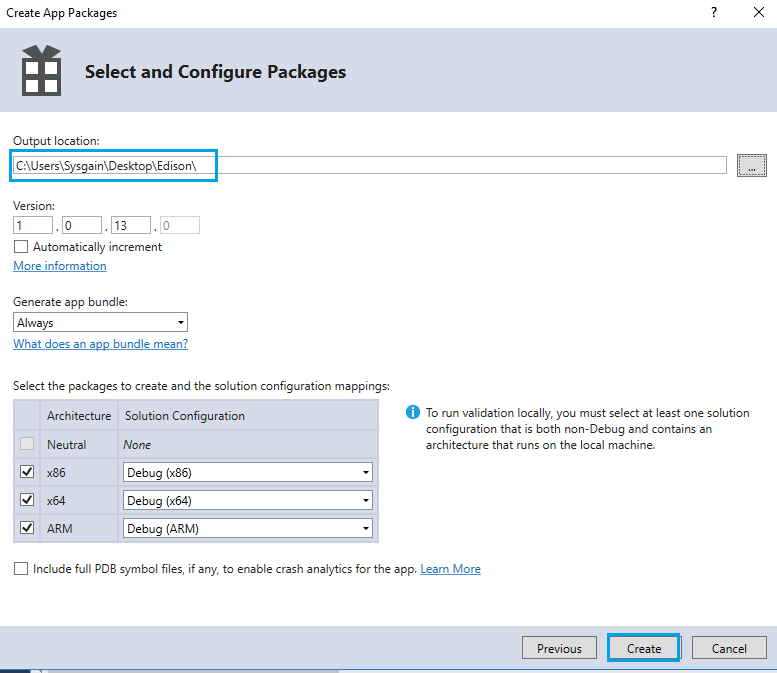 Create App Packages
?
Select and Configure Packages
Output location:
C:\Users\Sysgain\Desktop\Edison\
...
Version:
1 . 0 . 13 . 0
Automatically increment
More information
Generate app bundle:
Always
What does an app bundle mean?
Select the packages to create and the solution configuration mappings:
Architecture Solution Configuration
Neutral None
x86 Debug (x86)
x64 Debug (x64)
ARM Debug (ARM)
To run validation locally, you must select at least one solution
configuration that is both non-Debug and contains an
architecture that runs on the local machine.
Include full PDB symbol files, if any, to enable crash analytics for the app. Learn More
Previous Create Cancel